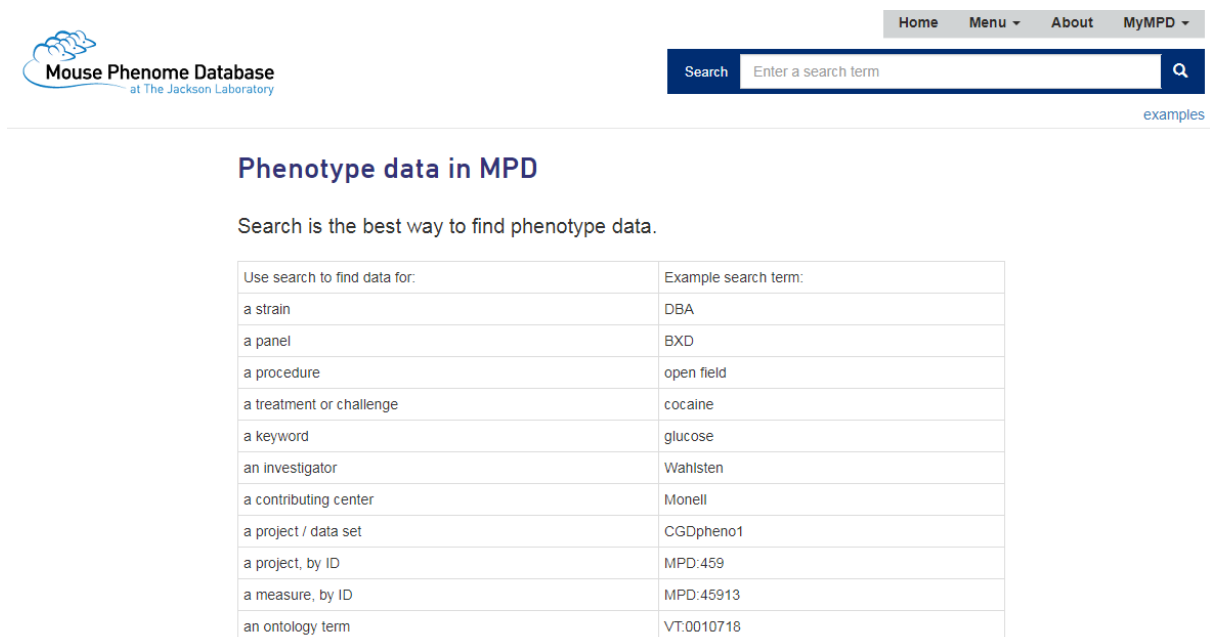 Home Menu About MyMPD
Mouse Phenome Database
at The Jackson Laboratory
Search Enter a search term
examples
Phenotype data in MPD
Search is the best way to find phenotype data.
Use search to find data for: Example search term:
a strain DBA
a panel BXD
a procedure open field
a treatment or challenge cocaine
a keyword glucose
an investigator Wahlsten
a contributing center Monell
a project / data set CGDpheno1
a project, by ID MPD:459
a measure, by ID MPD:45913
an ontology term VT:0010718